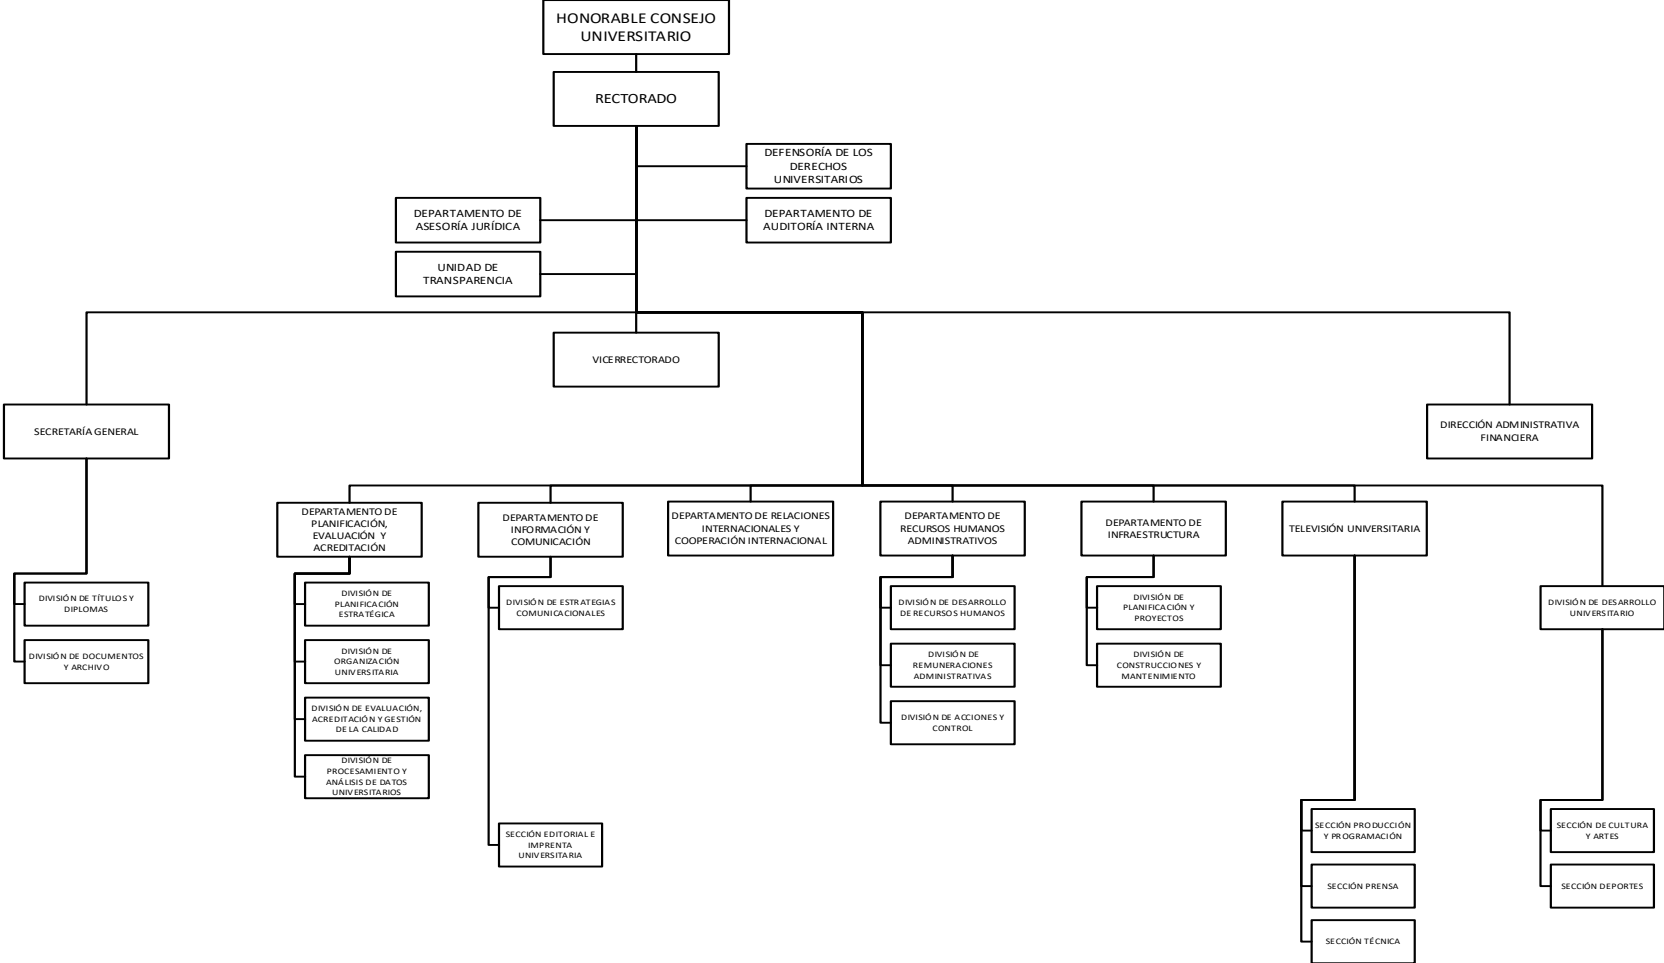 HONORABLE CONSEJO
UNIVERSITARIO
RECTORADO
DEFENSORÍA DE LOS
DERECHOS
UNIVERSITARIOS
DEPARTAMENTO DE
ASESORÍA JURÍDICA
DEPARTAMENTO DE
AUDITORÍA INTERNA
UNIDAD DE
TRANSPARENCIA
VICERRECTORADO
SECRETARÍA GENERAL
DIRECCIÓN ADMINISTRATIVA
FINANCIERA
DEPARTAMENTO DE
PLANIFICACIÓN,
EVALUACIÓN Y
ACREDITACIÓN
DEPARTAMENTO DE
INFORMACIÓN Y
COMUNICACIÓN
DEPARTAMENTO DE RELACIONES
INTERNACIONALES Y
COOPERACIÓN INTERNACIONAL
DEPARTAMENTO DE
RECURSOS HUMANOS
ADMINISTRATIVOS
DEPARTAMENTO DE
INFRAESTRUCTURA
TELEVISIÓN UNIVERSITARIA
DIVISIÓN DE TÍTULOS Y
DIPLOMAS
DIVISIÓN DE DOCUMENTOS
Y ARCHIVO
DIVISIÓN DE
PLANIFICACIÓN
ESTRATÉGICA
DIVISIÓN DE
ORGANIZACIÓN
UNIVERSITARIA
DIVISIÓN DE EVALUACIÓN,
ACREDITACIÓN Y GESTIÓN
DE LA CALIDAD
DIVISIÓN DE
PROCESAMIENTO Y
ANÁLISIS DE DATOS
UNIVERSITARIOS
DIVISIÓN DE ESTRATEGIAS
COMUNICACIONALES
SECCIÓN EDITORIAL E
IMPRENTA
UNIVERSITARIA
DIVISIÓN DE DESARROLLO
DE RECURSOS HUMANOS
DIVISIÓN DE
REMUNERACIONES
ADMINISTRATIVAS
DIVISIÓN DE ACCIONES Y
CONTROL
DIVISIÓN DE
PLANIFICACIÓN Y
PROYECTOS
DIVISIÓN DE
CONSTRUCCIONES Y
MANTENIMIENTO
SECCIÓN PRODUCCIÓN
Y PROGRAMACIÓN
SECCIÓN PRENSA
SECCIÓN TÉCNICA
DIVISIÓN DE DESARROLLO
UNIVERSITARIO
SECCIÓN DE CULTURA
Y ARTES
SECCIÓN DEPORTES